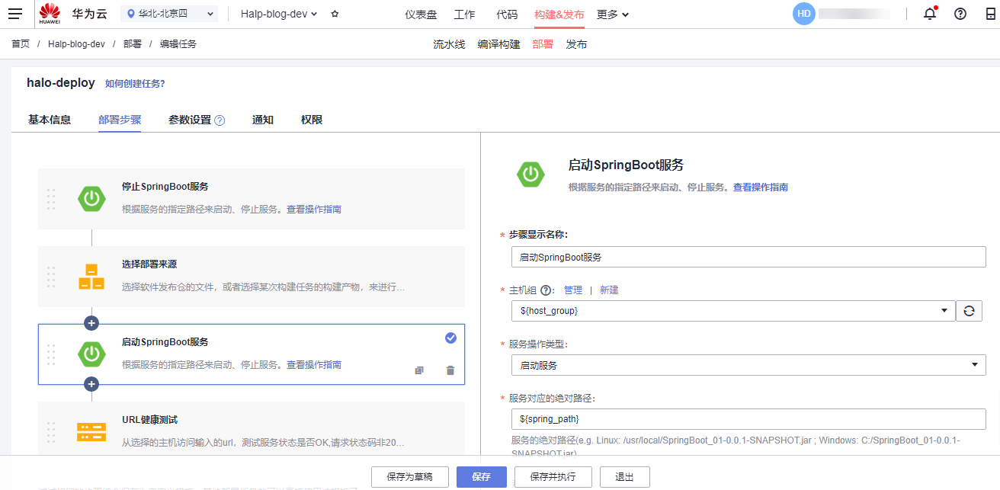 HUAWEI
华为云
华北-北京四
Halp-blog-dev
仪表盘 工作 代码 构建&发布 更多
HD
首页 / Halp-blog-dev / 部署 / 编辑任务
流水线 编译构建 部署 发布
halo-deploy 如何创建任务?
基本信息 部署步骤 参数设置 ? 通知 权限
停止SpringBoot服务
根据服务的指定路径来启动、停止服务。查看操作指南
选择部署来源
选择软件发布仓的文件，或者选择某次构建任务的构建产物，来进行…
启动SpringBoot服务
根据服务的指定路径来启动、停止服务。查看操作指南
URL健康测试
从选择的主机访问输入的url，测试服务状态是否OK,请求状态码非20…
启动SpringBoot服务
根据服务的指定路径来启动、停止服务。查看操作指南
* 步骤显示名称:
启动SpringBoot服务
* 主机组 ?: 管理 | 新建
${host_group}
* 服务操作类型:
启动服务
* 服务对应的绝对路径:
${spring_path}
服务的绝对路径(e.g. Linux: /usr/local/SpringBoot_01-0.0.1-SNAPSHOT.jar ; Windows: C:/SpringBoot_01-0.0.1-
SNAPSHOT.jar)
保存为草稿 保存 保存并执行 退出